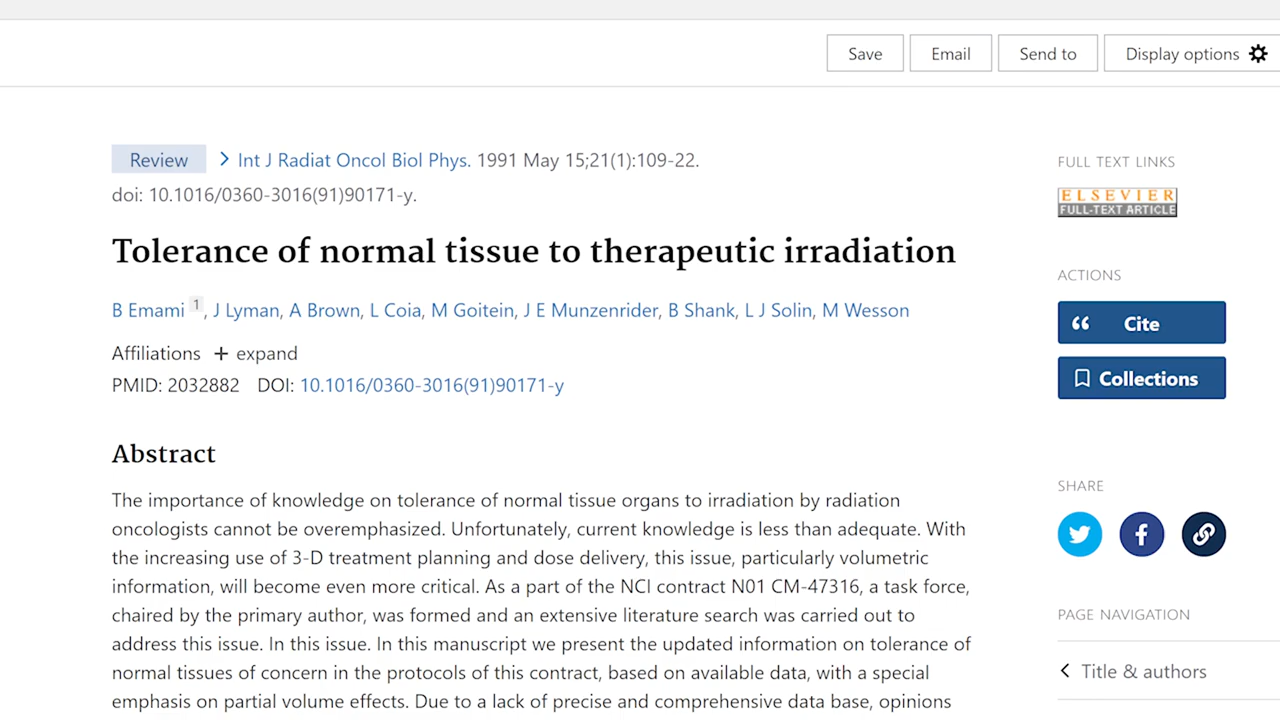 Save Email Send to Display options
Review > Int J Radiat Oncol Biol Phys. 1991 May 15;21(1):109-22.
doi: 10.1016/0360-3016(91)90171-y.
Tolerance of normal tissue to therapeutic irradiation
B Emami 1, J Lyman, A Brown, L Coia, M Goitein, J E Munzenrider, B Shank, L J Solin, M Wesson
Affiliations + expand
PMID: 2032882 DOI: 10.1016/0360-3016(91)90171-y
Abstract
The importance of knowledge on tolerance of normal tissue organs to irradiation by radiation
oncologists cannot be overemphasized. Unfortunately, current knowledge is less than adequate. With
the increasing use of 3-D treatment planning and dose delivery, this issue, particularly volumetric
information, will become even more critical. As a part of the NCI contract N01 CM-47316, a task force,
chaired by the primary author, was formed and an extensive literature search was carried out to
address this issue. In this issue. In this manuscript we present the updated information on tolerance of
normal tissues of concern in the protocols of this contract, based on available data, with a special
emphasis on partial volume effects. Due to a lack of precise and comprehensive data base, opinions
FULL TEXT LINKS
ELSEVIER
FULL-TEXT ARTICLE
ACTIONS
Cite
Collections
SHARE
PAGE NAVIGATION
Title & authors